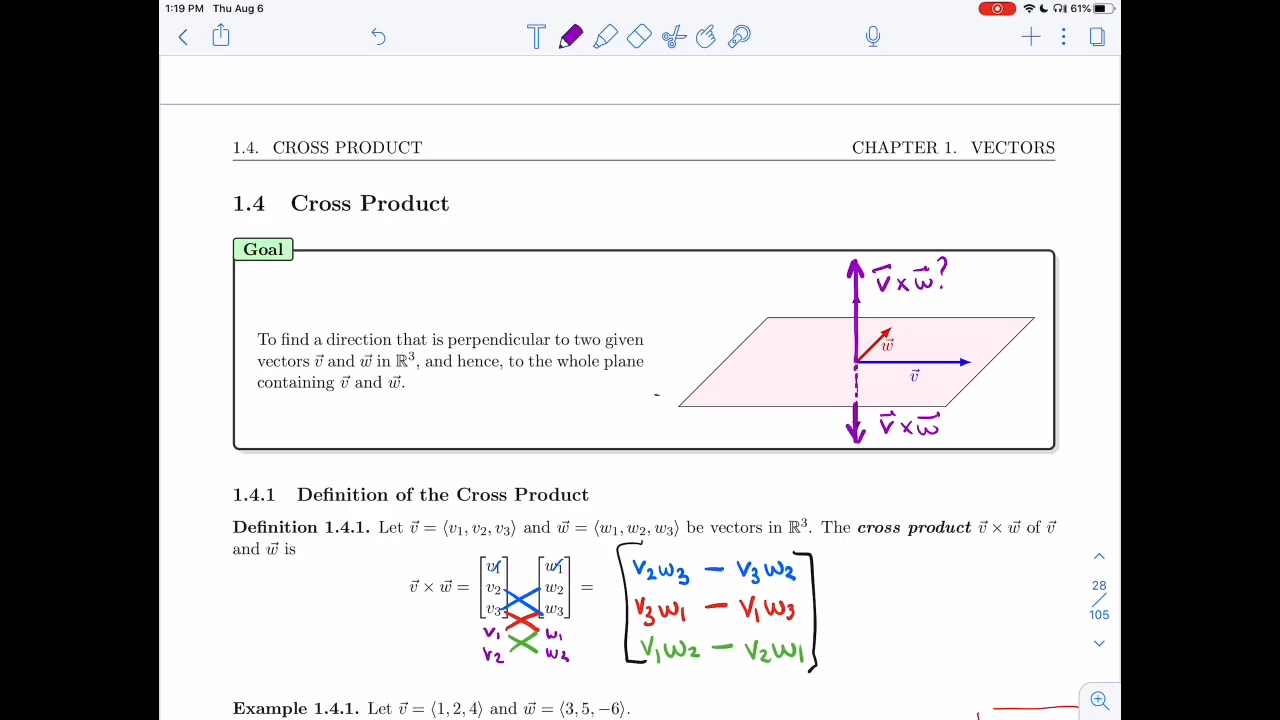 1:19 PM Thu Aug 6
61%
T
1.4. CROSS PRODUCT CHAPTER 1. VECTORS
1.4 Cross Product
Goal
To find a direction that is perpendicular to two given
vectors v⃗ and w⃗ in ℝ³, and hence, to the whole plane
containing v⃗ and w⃗.
v⃗ × w⃗?
w⃗
v⃗
v⃗ × w⃗
1.4.1 Definition of the Cross Product
Definition 1.4.1. Let v⃗ = ⟨v₁, v₂, v₃⟩ and w⃗ = ⟨w₁, w₂, w₃⟩ be vectors in ℝ³. The cross product v⃗ × w⃗ of v⃗
and w⃗ is
v₁ w₁ v₂w₃ − v₃w₂
v⃗ × w⃗ = v₂ w₂ =
v₃ w₃ v₃w₁ − v₁w₃
v₁ w₁
v₂ w₂ v₁w₂ − v₂w₁
28
105
Example 1.4.1. Let v⃗ = ⟨1, 2, 4⟩ and w⃗ = ⟨3, 5, −6⟩.